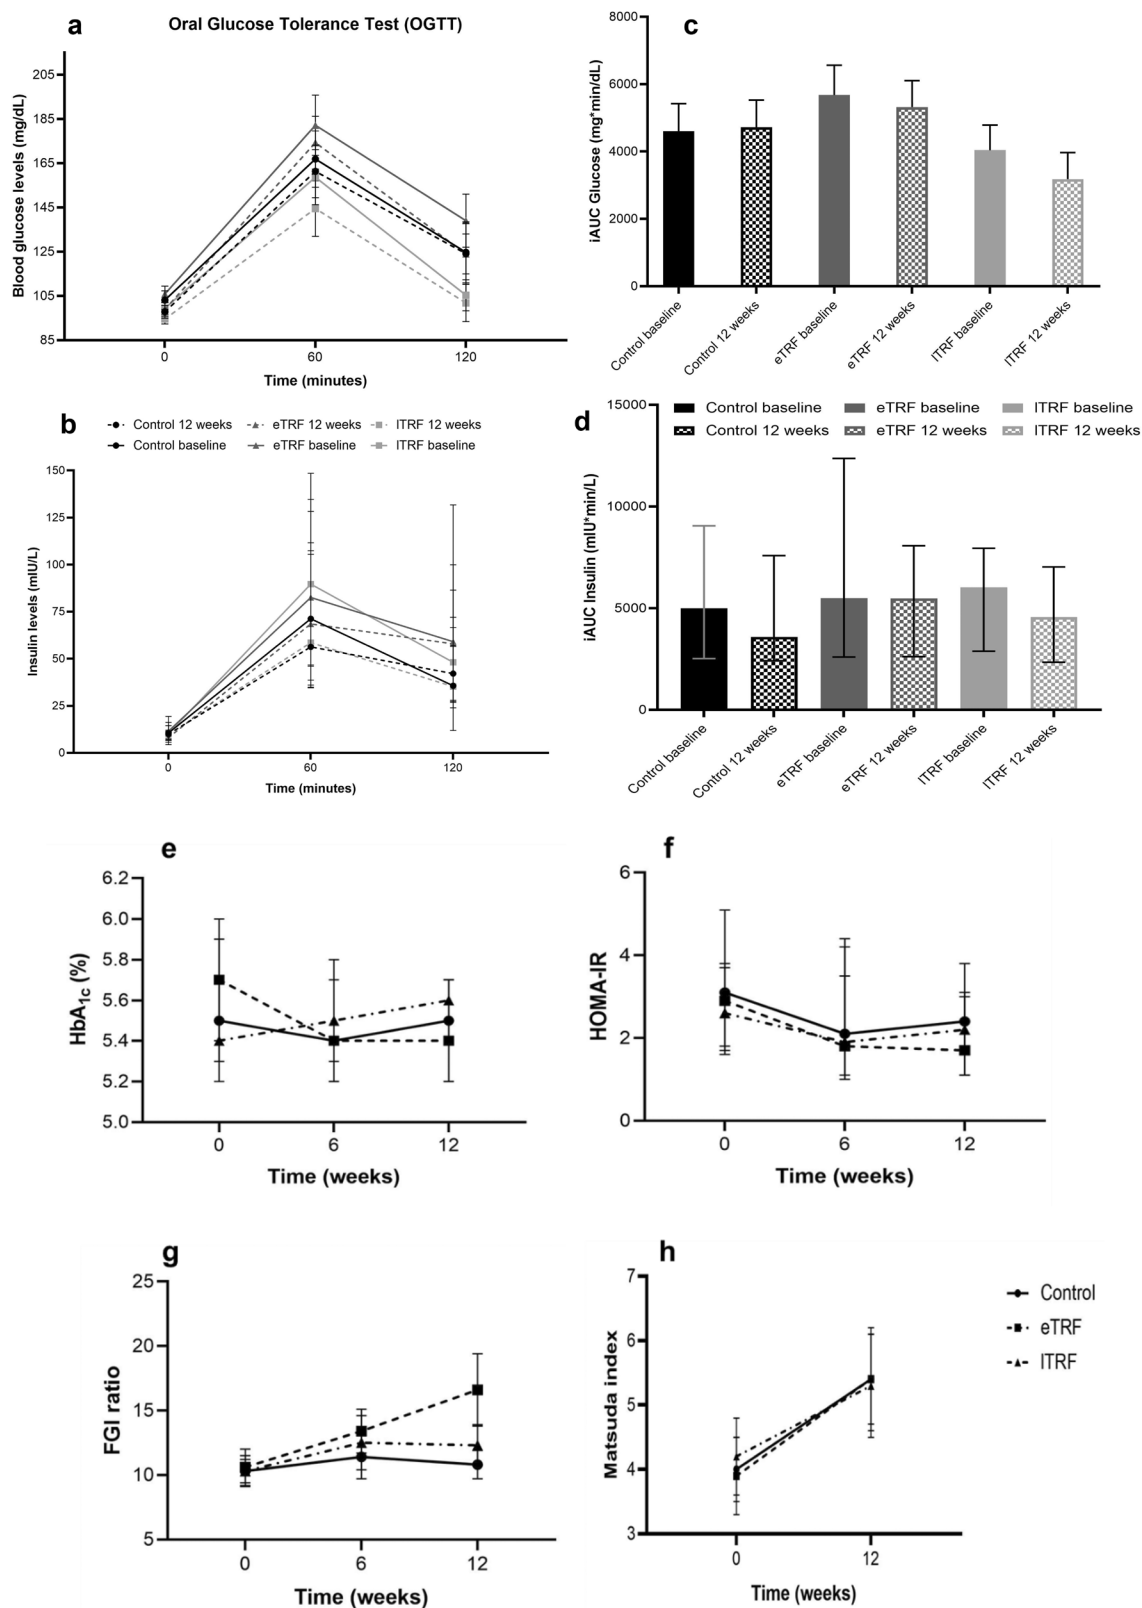 a
Oral Glucose Tolerance Test (OGTT)
Blood glucose levels (mg/dL)
205
185
165
145
125
105
85
0
60
120
Time (minutes)
c
iAUC Glucose (mg*min/dL)
8000
6000
4000
2000
0
Control baseline
Control 12 weeks
eTRF baseline
eTRF 12 weeks
lTRF baseline
lTRF 12 weeks
b
Control 12 weeks
eTRF 12 weeks
lTRF 12 weeks
Control baseline
eTRF baseline
lTRF baseline
Insulin levels (mIU/L)
150
125
100
75
50
25
0
0
60
120
Time (minutes)
d
Control baseline
eTRF baseline
lTRF baseline
Control 12 weeks
eTRF 12 weeks
lTRF 12 weeks
iAUC Insulin (mIU*min/L)
15000
10000
5000
0
Control baseline
Control 12 weeks
eTRF baseline
eTRF 12 weeks
lTRF baseline
lTRF 12 weeks
e
HbA1c (%)
6.2
6.0
5.8
5.6
5.4
5.2
5.0
0
6
12
Time (weeks)
f
HOMA-IR
6
4
2
0
0
6
12
Time (weeks)
g
FGI ratio
25
20
15
10
5
0
6
12
Time (weeks)
h
Matsuda index
7
6
5
4
3
0
12
Time (weeks)
Control
eTRF
lTRF